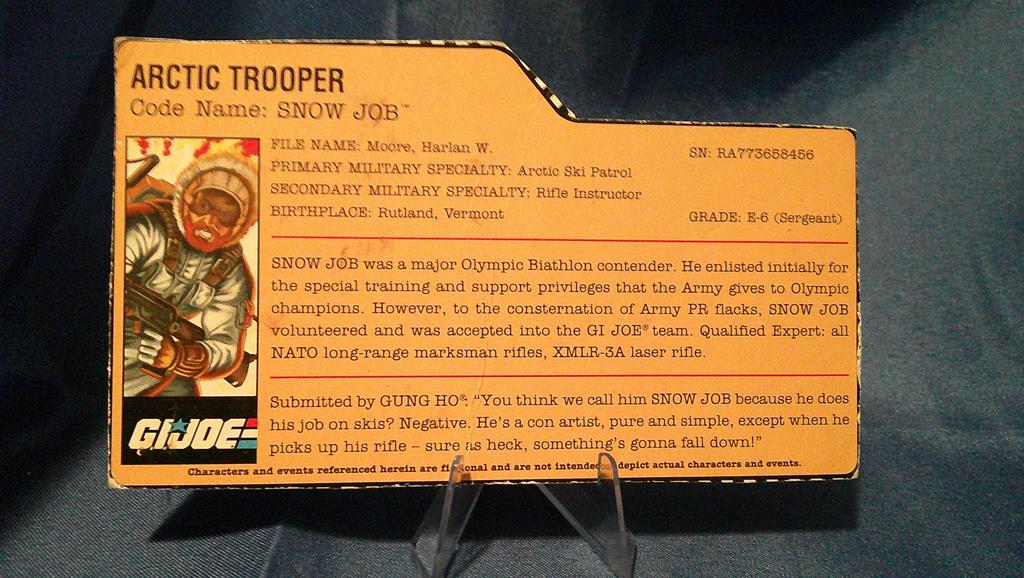 ARCTIC TROOPER
Code Name: SNOW JOB™
FILE NAME: Moore, Harlan W.
SN: RA773658456
PRIMARY MILITARY SPECIALTY: Arctic Ski Patrol
SECONDARY MILITARY SPECIALTY: Rifle Instructor
BIRTHPLACE: Rutland, Vermont
GRADE: E-6 (Sergeant)
SNOW JOB was a major Olympic Biathlon contender. He enlisted initially for
the special training and support privileges that the Army gives to Olympic
champions. However, to the consternation of Army PR flacks, SNOW JOB
volunteered and was accepted into the GI JOE® team. Qualified Expert: all
NATO long-range marksman rifles, XMLR-3A laser rifle.
Submitted by GUNG HO®: “You think we call him SNOW JOB because he does
his job on skis? Negative. He's a con artist, pure and simple, except when he
picks up his rifle – sure as heck, something's gonna fall down!”
GI JOE
Characters and events referenced herein are and are not depict actual characters and events.